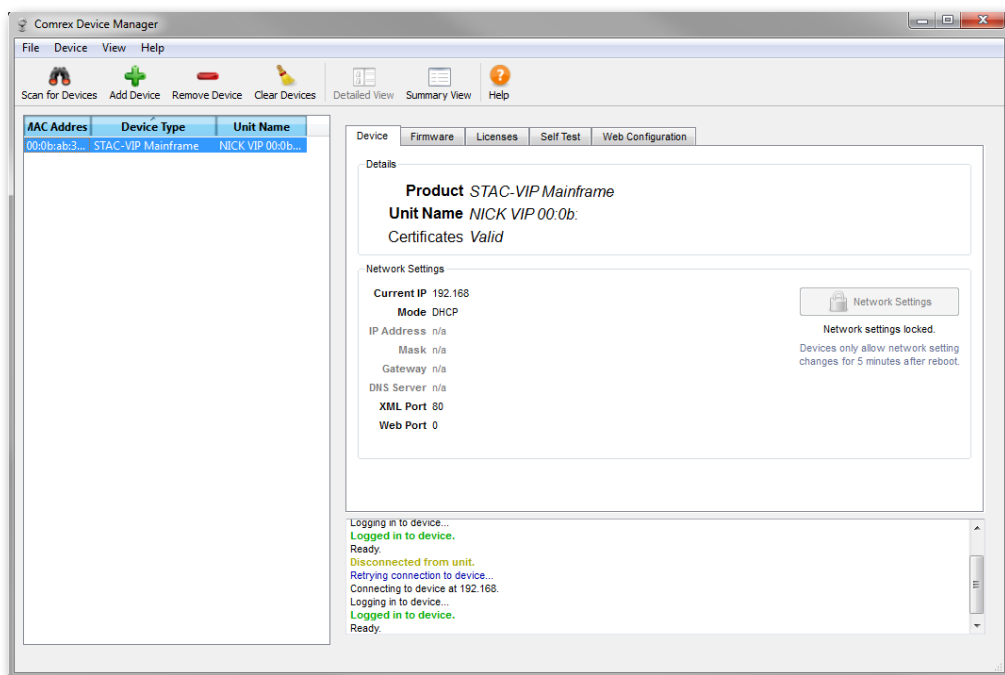 Comrex Device Manager
File Device View Help
Scan for Devices Add Device Remove Device Clear Devices Detailed View Summary View Help
MAC Addres Device Type Unit Name
00:0b:ab:3... STAC-VIP Mainframe NICK VIP 00:0b...
Device Firmware Licenses Self Test Web Configuration
Details
Product STAC-VIP Mainframe
Unit Name NICK VIP 00:0b:
Certificates Valid
Network Settings
Current IP 192.168
Mode DHCP
IP Address n/a
Mask n/a
Gateway n/a
DNS Server n/a
XML Port 80
Web Port 0
Network Settings
Network settings locked.
Devices only allow network setting
changes for 5 minutes after reboot.
Logging in to device...
Logged in to device.
Ready.
Disconnected from unit.
Retrying connection to device...
Connecting to device at 192.168.
Logging in to device...
Logged in to device.
Ready.